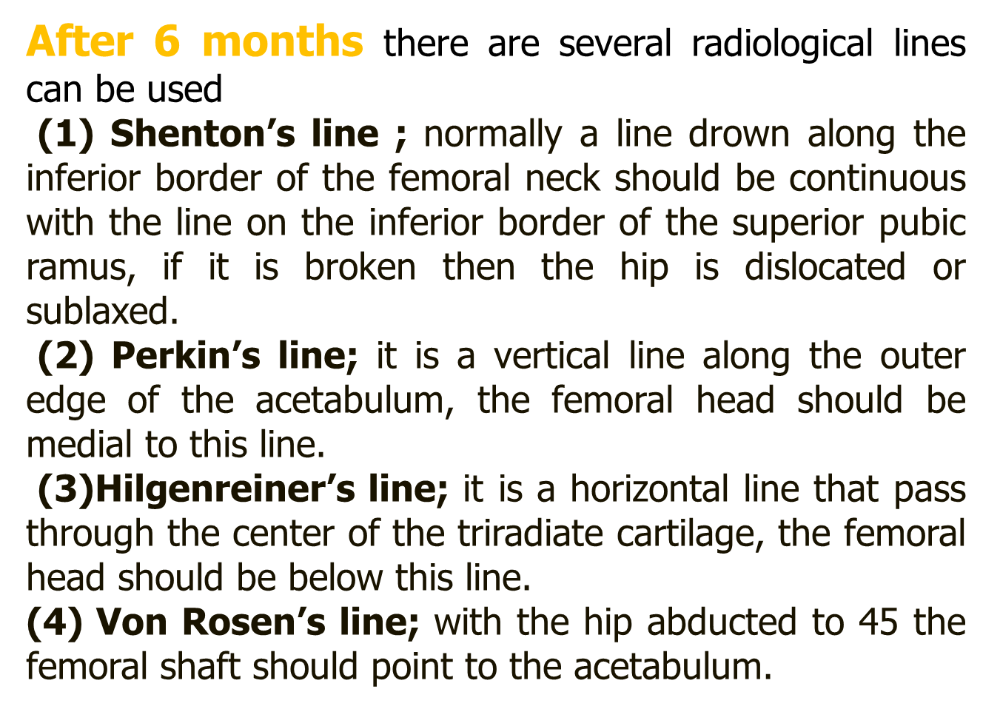 After 6 months there are several radiological lines
can be used
(1) Shenton’s line ; normally a line drown along the
inferior border of the femoral neck should be continuous
with the line on the inferior border of the superior pubic
ramus, if it is broken then the hip is dislocated or
sublaxed.
(2) Perkin’s line; it is a vertical line along the outer
edge of the acetabulum, the femoral head should be
medial to this line.
(3)Hilgenreiner’s line; it is a horizontal line that pass
through the center of the triradiate cartilage, the femoral
head should be below this line.
(4) Von Rosen’s line; with the hip abducted to 45 the
femoral shaft should point to the acetabulum.